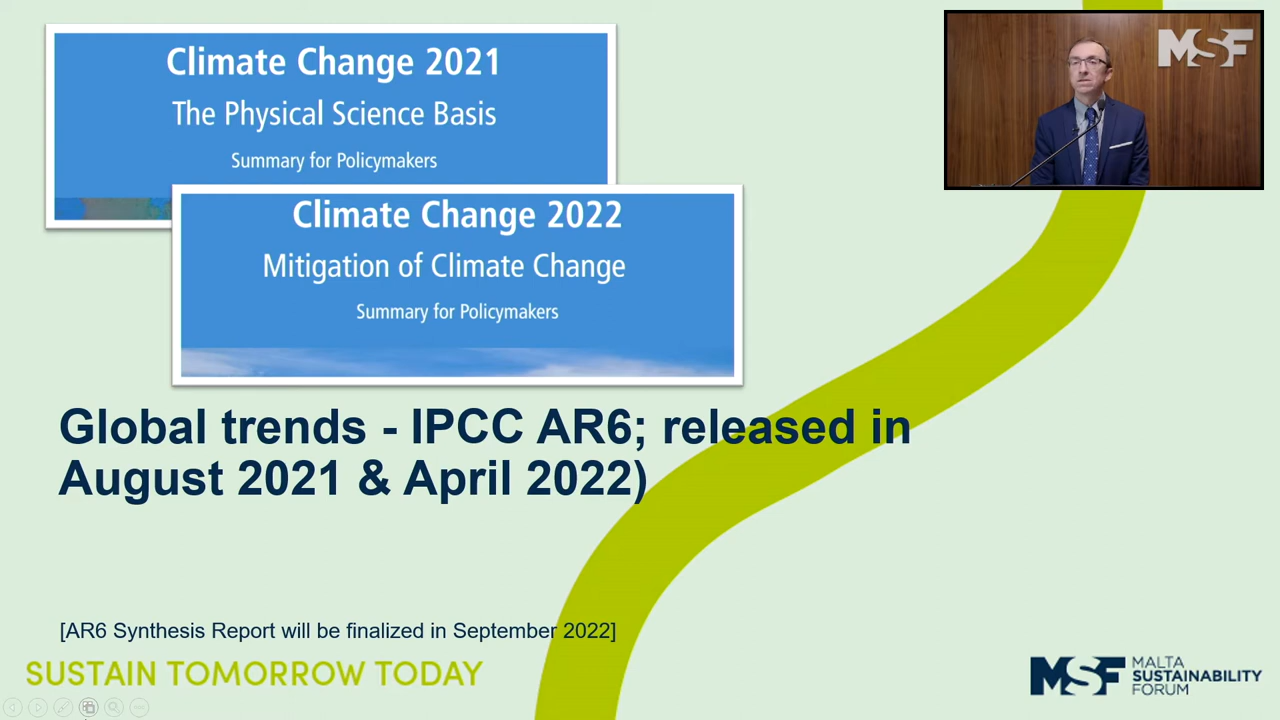 Climate Change 2021
The Physical Science Basis
Summary for Policymakers
MSF
Climate Change 2022
Mitigation of Climate Change
Summary for Policymakers
Global trends - IPCC AR6; released in
August 2021 & April 2022)
[AR6 Synthesis Report will be finalized in September 2022]
SUSTAIN TOMORROW TODAY
MSF
MALTA
SUSTAINABILITY
FORUM